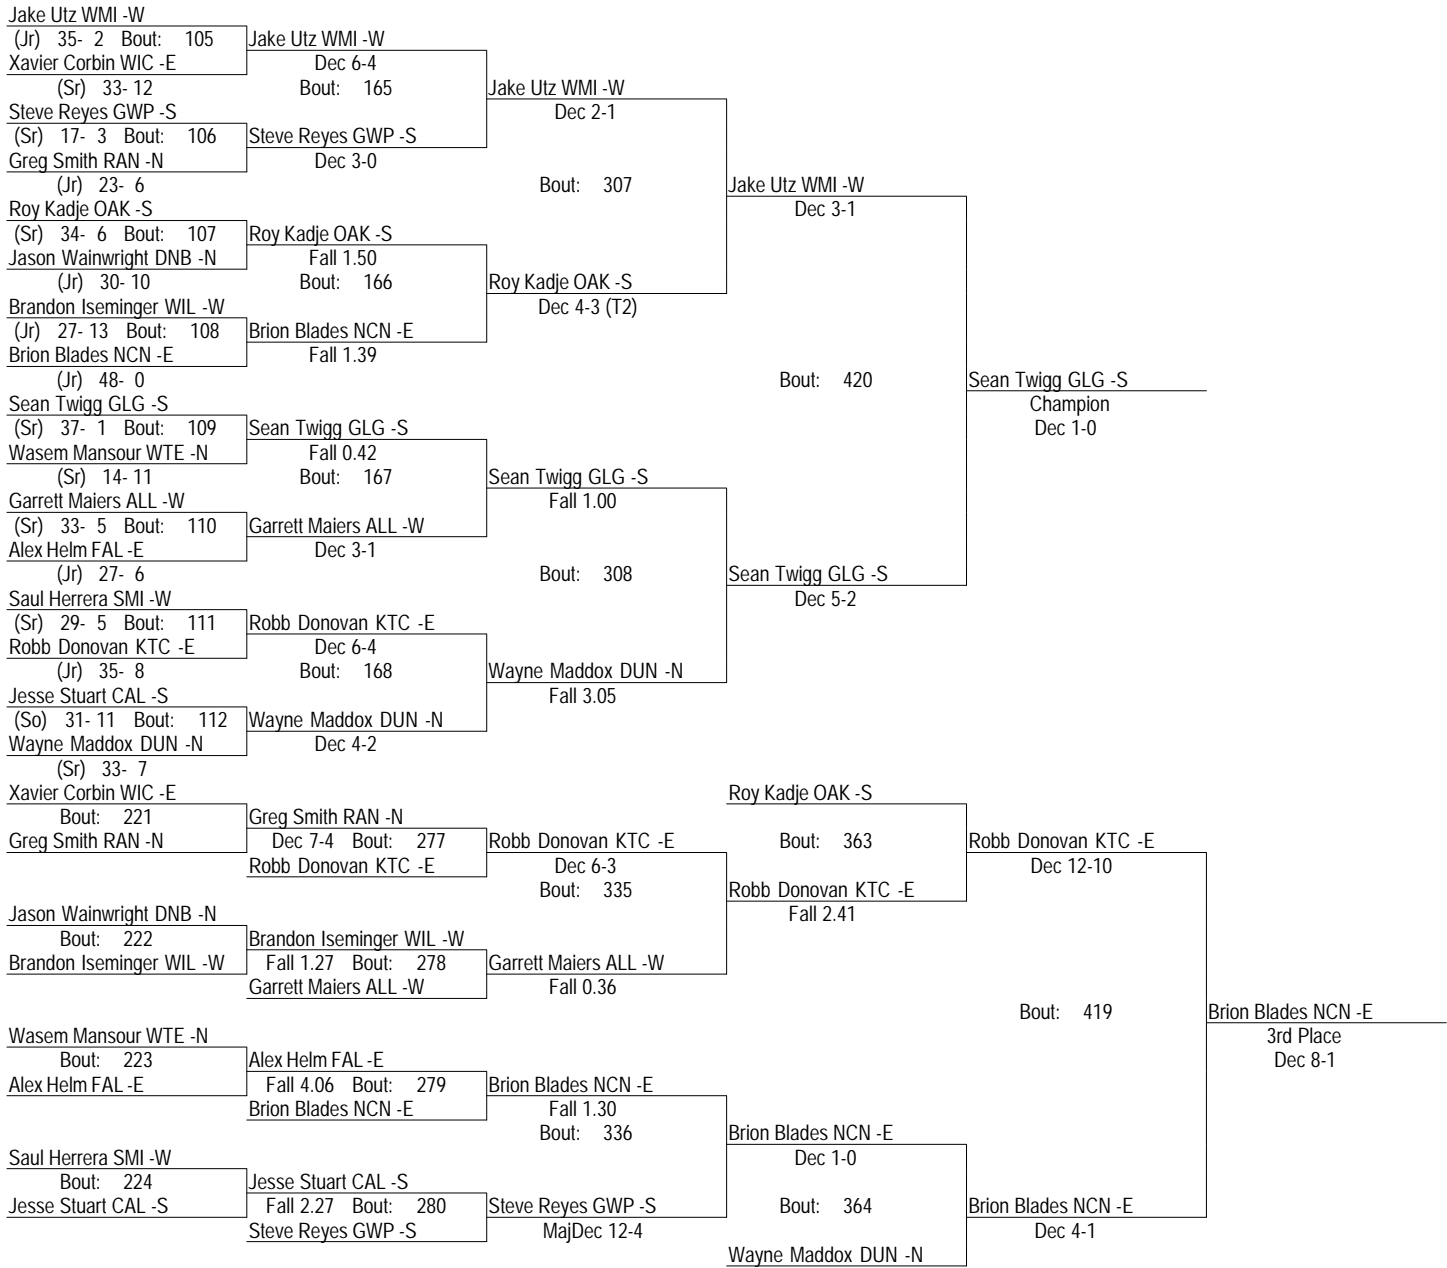 Jake Utz WMI -W
(Jr) 35- 2 Bout: 105 Jake Utz WMI -W
Xavier Corbin WIC -E Dec 6-4
(Sr) 33- 12 Bout: 165 Jake Utz WMI -W
Steve Reyes GWP -S Dec 2-1
(Sr) 17- 3 Bout: 106 Steve Reyes GWP -S
Greg Smith RAN -N Dec 3-0
(Jr) 23- 6 Bout: 307 Jake Utz WMI -W
Roy Kadje OAK -S Dec 3-1
(Sr) 34- 6 Bout: 107 Roy Kadje OAK -S
Jason Wainwright DNB -N Fall 1.50
(Jr) 30- 10 Bout: 166 Roy Kadje OAK -S
Brandon Iseminger WIL -W Dec 4-3 (T2)
(Jr) 27- 13 Bout: 108 Brion Blades NCN -E
Brion Blades NCN -E Fall 1.39
(Jr) 48- 0 Bout: 420 Sean Twigg GLG -S
Sean Twigg GLG -S Champion
(Sr) 37- 1 Bout: 109 Sean Twigg GLG -S Dec 1-0
Wasem Mansour WTE -N Fall 0.42
(Sr) 14- 11 Bout: 167 Sean Twigg GLG -S
Garrett Maiers ALL -W Fall 1.00
(Sr) 33- 5 Bout: 110 Garrett Maiers ALL -W
Alex Helm FAL -E Dec 3-1
(Jr) 27- 6 Bout: 308 Sean Twigg GLG -S
Saul Herrera SMI -W Dec 5-2
(Sr) 29- 5 Bout: 111 Robb Donovan KTC -E
Robb Donovan KTC -E Dec 6-4
(Jr) 35- 8 Bout: 168 Wayne Maddox DUN -N
Jesse Stuart CAL -S Fall 3.05
(So) 31- 11 Bout: 112 Wayne Maddox DUN -N
Wayne Maddox DUN -N Dec 4-2
(Sr) 33- 7
Xavier Corbin WIC -E Roy Kadje OAK -S
Bout: 221 Greg Smith RAN -N
Greg Smith RAN -N Dec 7-4 Bout: 277 Robb Donovan KTC -E Bout: 363 Robb Donovan KTC -E
Robb Donovan KTC -E Dec 6-3 Dec 12-10
Bout: 335 Robb Donovan KTC -E
Jason Wainwright DNB -N Fall 2.41
Bout: 222 Brandon Iseminger WIL -W
Brandon Iseminger WIL -W Fall 1.27 Bout: 278 Garrett Maiers ALL -W
Garrett Maiers ALL -W Fall 0.36
Bout: 419 Brion Blades NCN -E
Wasem Mansour WTE -N 3rd Place
Bout: 223 Alex Helm FAL -E Dec 8-1
Alex Helm FAL -E Fall 4.06 Bout: 279 Brion Blades NCN -E
Brion Blades NCN -E Fall 1.30
Bout: 336 Brion Blades NCN -E
Saul Herrera SMI -W Dec 1-0
Bout: 224 Jesse Stuart CAL -S
Jesse Stuart CAL -S Fall 2.27 Bout: 280 Steve Reyes GWP -S Bout: 364 Brion Blades NCN -E
Steve Reyes GWP -S MajDec 12-4 Dec 4-1
Wayne Maddox DUN -N